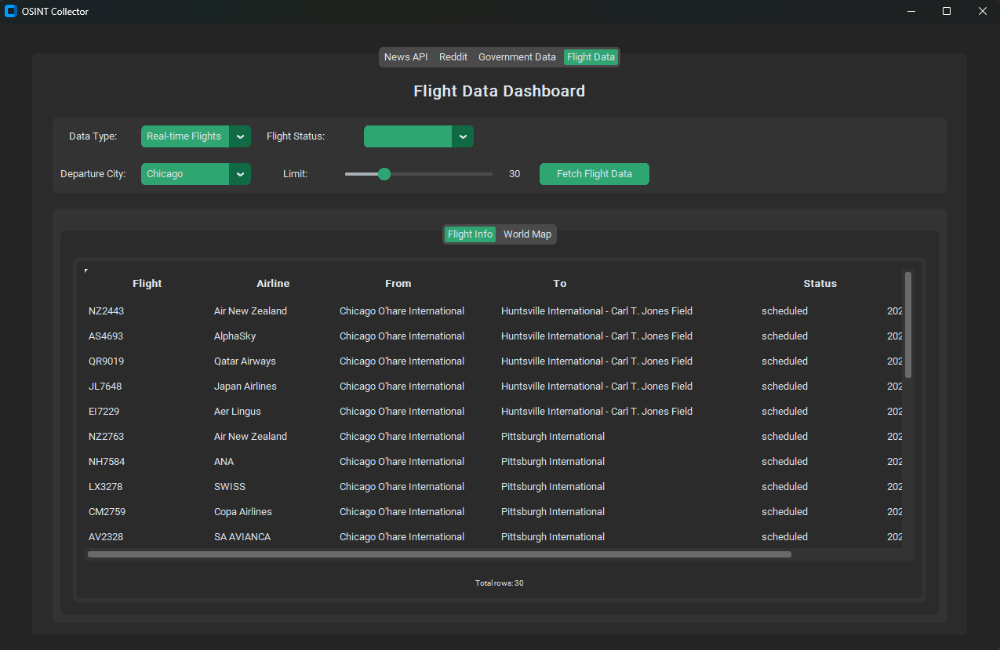 OSINT Collector
News API Reddit Government Data Flight Data
Flight Data Dashboard
Data Type: Real-time Flights Flight Status:
Departure City: Chicago Limit: 30 Fetch Flight Data
Flight Info World Map
Flight Airline From To Status
NZ2443 Air New Zealand Chicago O'hare International Huntsville International - Carl T. Jones Field scheduled 202
AS4693 AlphaSky Chicago O'hare International Huntsville International - Carl T. Jones Field scheduled 202
QR9019 Qatar Airways Chicago O'hare International Huntsville International - Carl T. Jones Field scheduled 202
JL7648 Japan Airlines Chicago O'hare International Huntsville International - Carl T. Jones Field scheduled 202
EI7229 Aer Lingus Chicago O'hare International Huntsville International - Carl T. Jones Field scheduled 202
NZ2763 Air New Zealand Chicago O'hare International Pittsburgh International scheduled 202
NH7584 ANA Chicago O'hare International Pittsburgh International scheduled 202
LX3278 SWISS Chicago O'hare International Pittsburgh International scheduled 202
CM2759 Copa Airlines Chicago O'hare International Pittsburgh International scheduled 202
AV2328 SA AVIANCA Chicago O'hare International Pittsburgh International scheduled 202
Total rows: 30